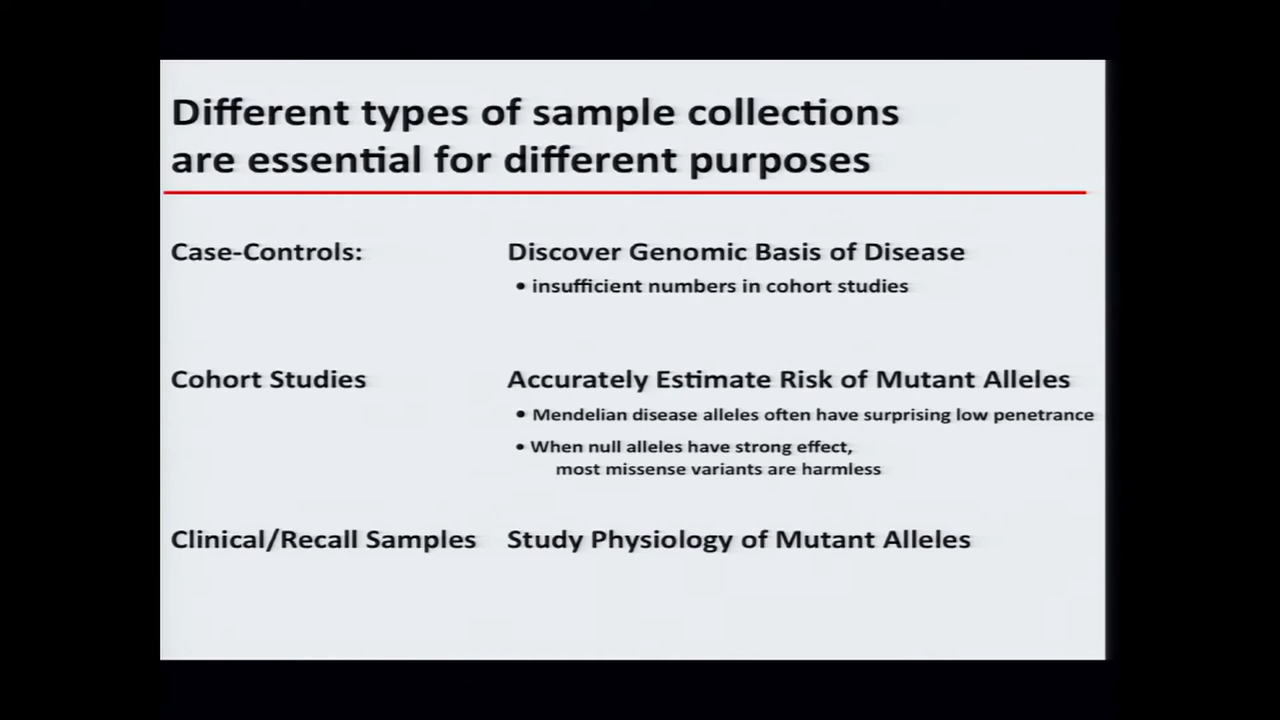 Different types of sample collections
are essential for different purposes
Case-Controls:
Discover Genomic Basis of Disease
• insufficient numbers in cohort studies
Cohort Studies
Accurately Estimate Risk of Mutant Alleles
• Mendelian disease alleles often have surprising low penetrance
• When null alleles have strong effect,
most missense variants are harmless
Clinical/Recall Samples
Study Physiology of Mutant Alleles